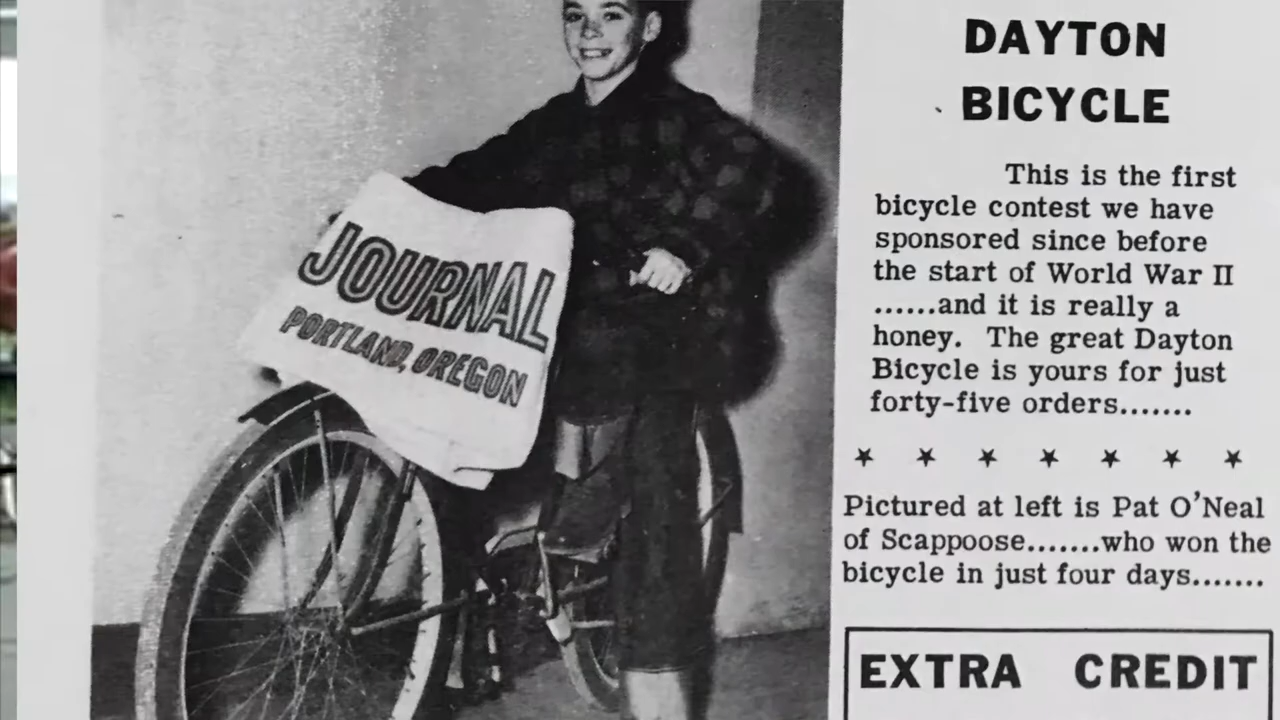 JOURNAL
PORTLAND, OREGON
DAYTON
BICYCLE
This is the first
bicycle contest we have
sponsored since before
the start of World War II
......and it is really a
honey. The great Dayton
Bicycle is yours for just
forty-five orders.......
Pictured at left is Pat O'Neal
of Scappoose.......who won the
bicycle in just four days.......
EXTRA CREDIT